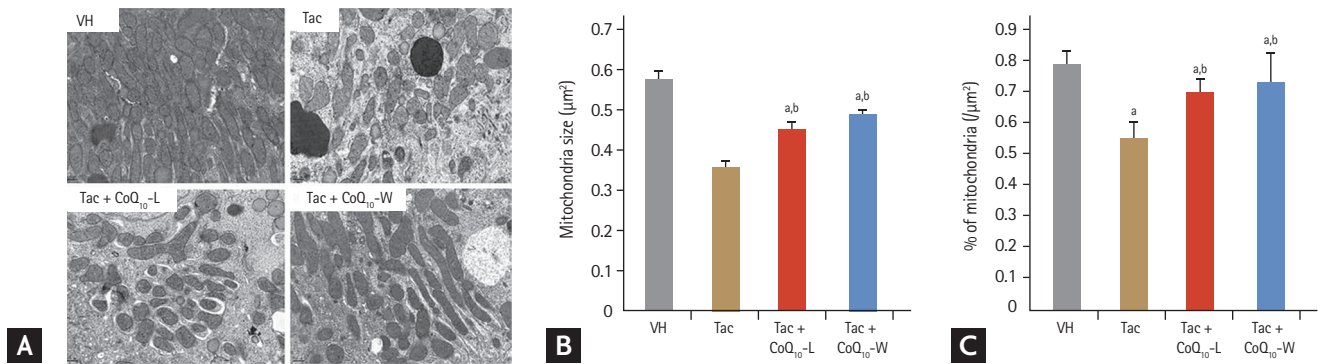 VH
Tac
Tac + CoQ₁₀-L
Tac + CoQ₁₀-W
A
Mitochondria size (μm²)
0.7
0.6
0.5
0.4
0.3
0.2
0.1
0
a,b
a,b
VH
Tac
Tac +
CoQ₁₀-L
Tac +
CoQ₁₀-W
B
% of mitochondria (/μm²)
0.9
0.8
0.7
0.6
0.5
0.4
0.3
0.2
0.1
0
a
a,b
a,b
VH
Tac
Tac +
CoQ₁₀-L
Tac +
CoQ₁₀-W
C